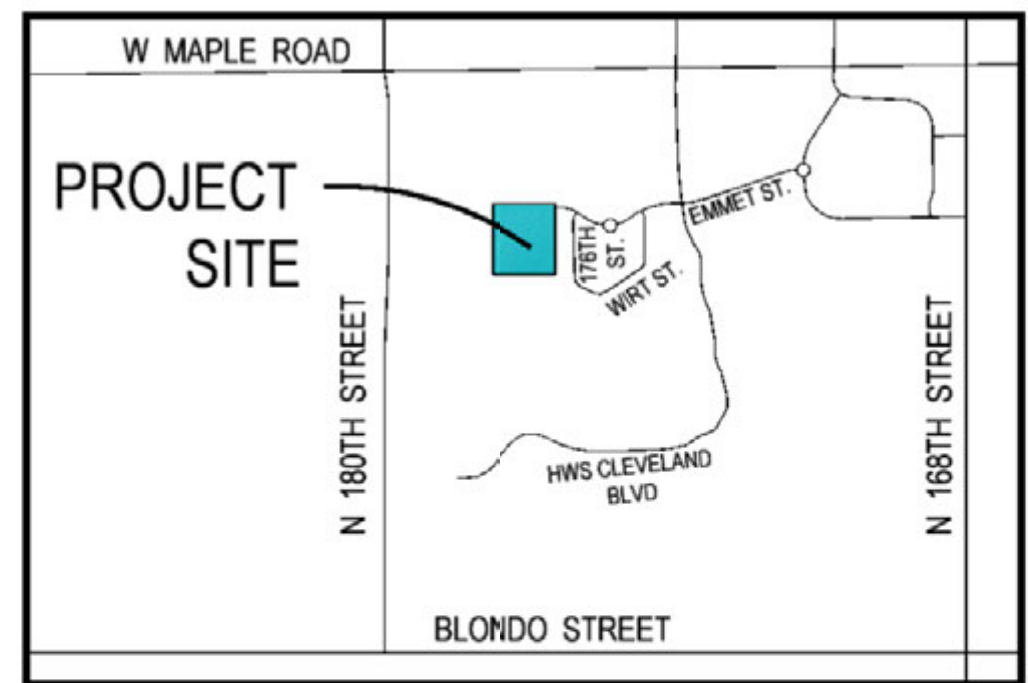 W MAPLE ROAD
PROJECT
SITE
EMMET ST.
176TH
ST.
WIRT ST.
N 180TH STREET
N 168TH STREET
HWS CLEVELAND
BLVD
BLONDO STREET